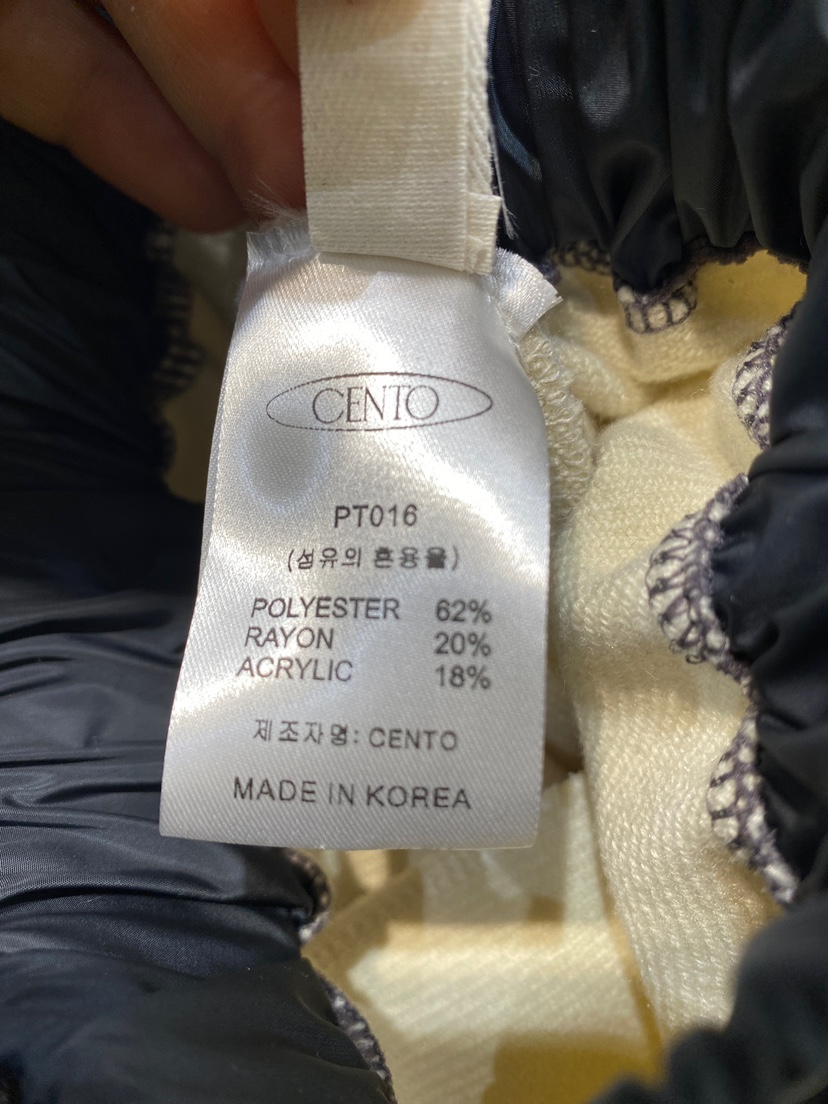 CENTO
PT016
(섬유의 혼용율)
POLYESTER 62%
RAYON 20%
ACRYLIC 18%
제조자명: CENTO
MADE IN KOREA